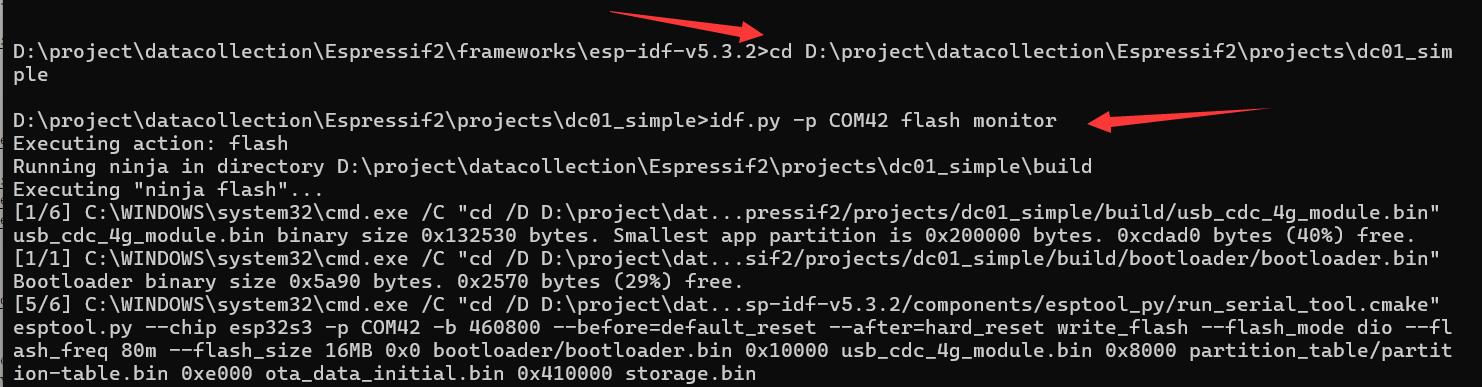 D:\project\datacollection\Espressif2\frameworks\esp-idf-v5.3.2>cd D:\project\datacollection\Espressif2\projects\dc01_sim
ple
D:\project\datacollection\Espressif2\projects\dc01_simple>idf.py -p COM42 flash monitor
Executing action: flash
Running ninja in directory D:\project\datacollection\Espressif2\projects\dc01_simple\build
Executing "ninja flash"...
[1/6] C:\WINDOWS\system32\cmd.exe /C "cd /D D:\project\dat...pressif2/projects/dc01_simple/build/usb_cdc_4g_module.bin"
usb_cdc_4g_module.bin binary size 0x132530 bytes. Smallest app partition is 0x200000 bytes. 0xcdad0 bytes (40%) free.
[1/1] C:\WINDOWS\system32\cmd.exe /C "cd /D D:\project\dat...sif2/projects/dc01_simple/build/bootloader/bootloader.bin"
Bootloader binary size 0x5a90 bytes. 0x2570 bytes (29%) free.
[5/6] C:\WINDOWS\system32\cmd.exe /C "cd /D D:\project\dat...sp-idf-v5.3.2/components/esptool_py/run_serial_tool.cmake"
esptool.py --chip esp32s3 -p COM42 -b 460800 --before=default_reset --after=hard_reset write_flash --flash_mode dio --fl
ash_freq 80m --flash_size 16MB 0x0 bootloader/bootloader.bin 0x10000 usb_cdc_4g_module.bin 0x8000 partition_table/partit
ion-table.bin 0xe000 ota_data_initial.bin 0x410000 storage.bin